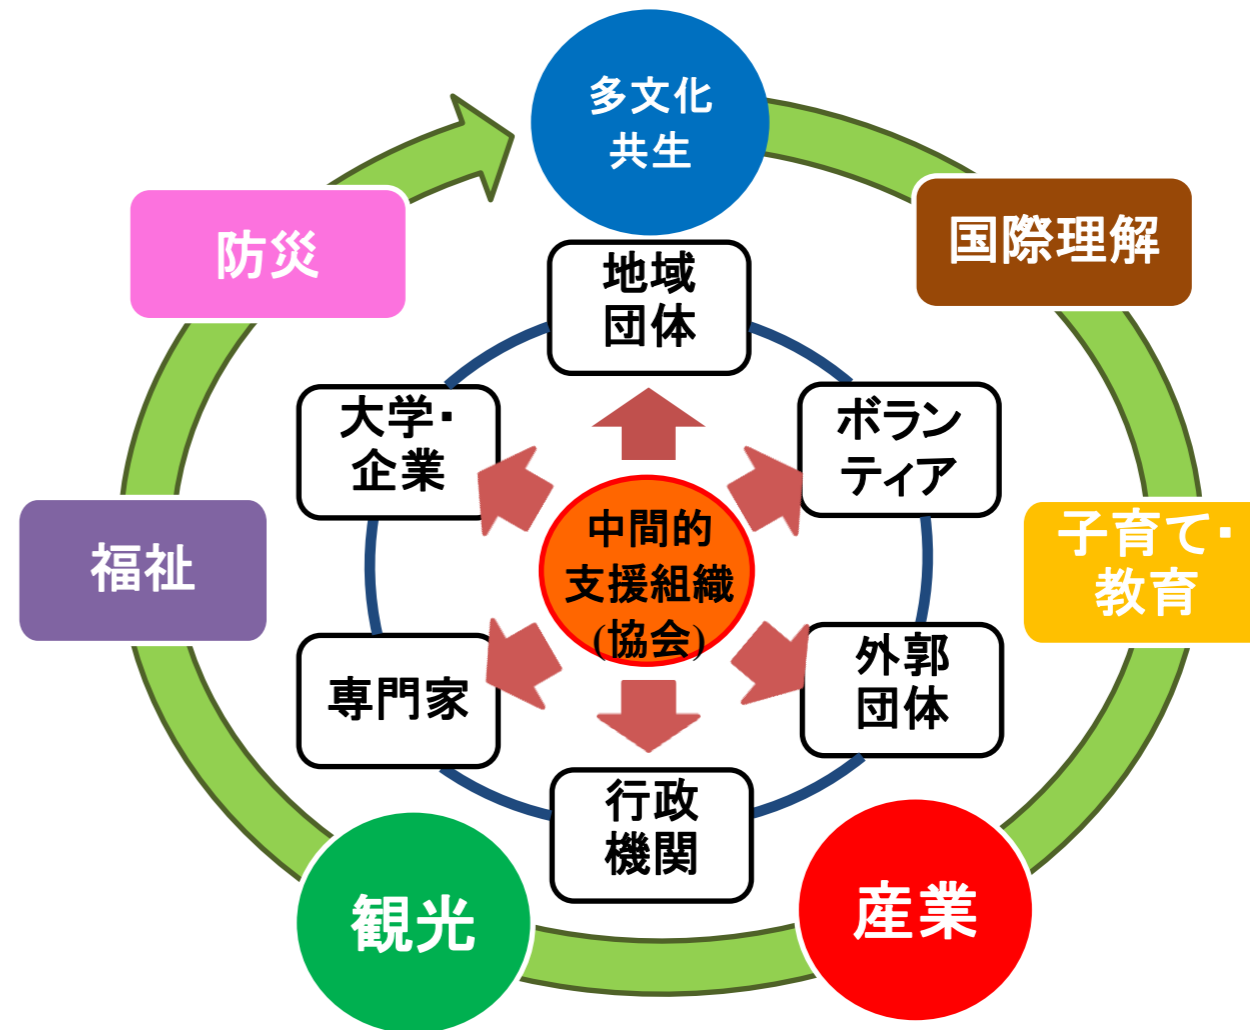 多文化
共生
国際理解
防災
地域
団体
大学・
企業
ボラン
ティア
中間的
支援組織
(協会)
子育て・
教育
福祉
専門家
外郭
団体
行政
機関
観光
産業